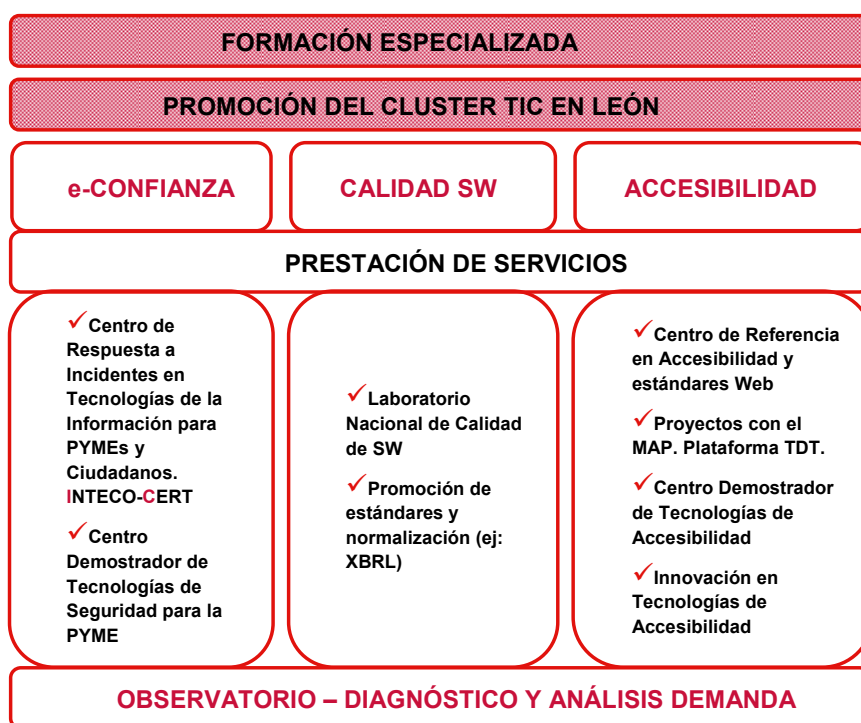 FORMACIÓN ESPECIALIZADA
PROMOCIÓN DEL CLUSTER TIC EN LEÓN
e-CONFIANZA
CALIDAD SW
ACCESIBILIDAD
PRESTACIÓN DE SERVICIOS
✓Centro de
Respuesta a
Incidentes en
Tecnologías de la
Información para
PYMEs y
Ciudadanos.
INTECO-CERT
✓Centro
Demostrador de
Tecnologías de
Seguridad para la
PYME
✓Laboratorio
Nacional de Calidad
de SW
✓Promoción de
estándares y
normalización (ej:
XBRL)
✓Centro de Referencia
en Accesibilidad y
estándares Web
✓Proyectos con el
MAP. Plataforma TDT.
✓Centro Demostrador
de Tecnologías de
Accesibilidad
✓Innovación en
Tecnologías de
Accesibilidad
OBSERVATORIO – DIAGNÓSTICO Y ANÁLISIS DEMANDA